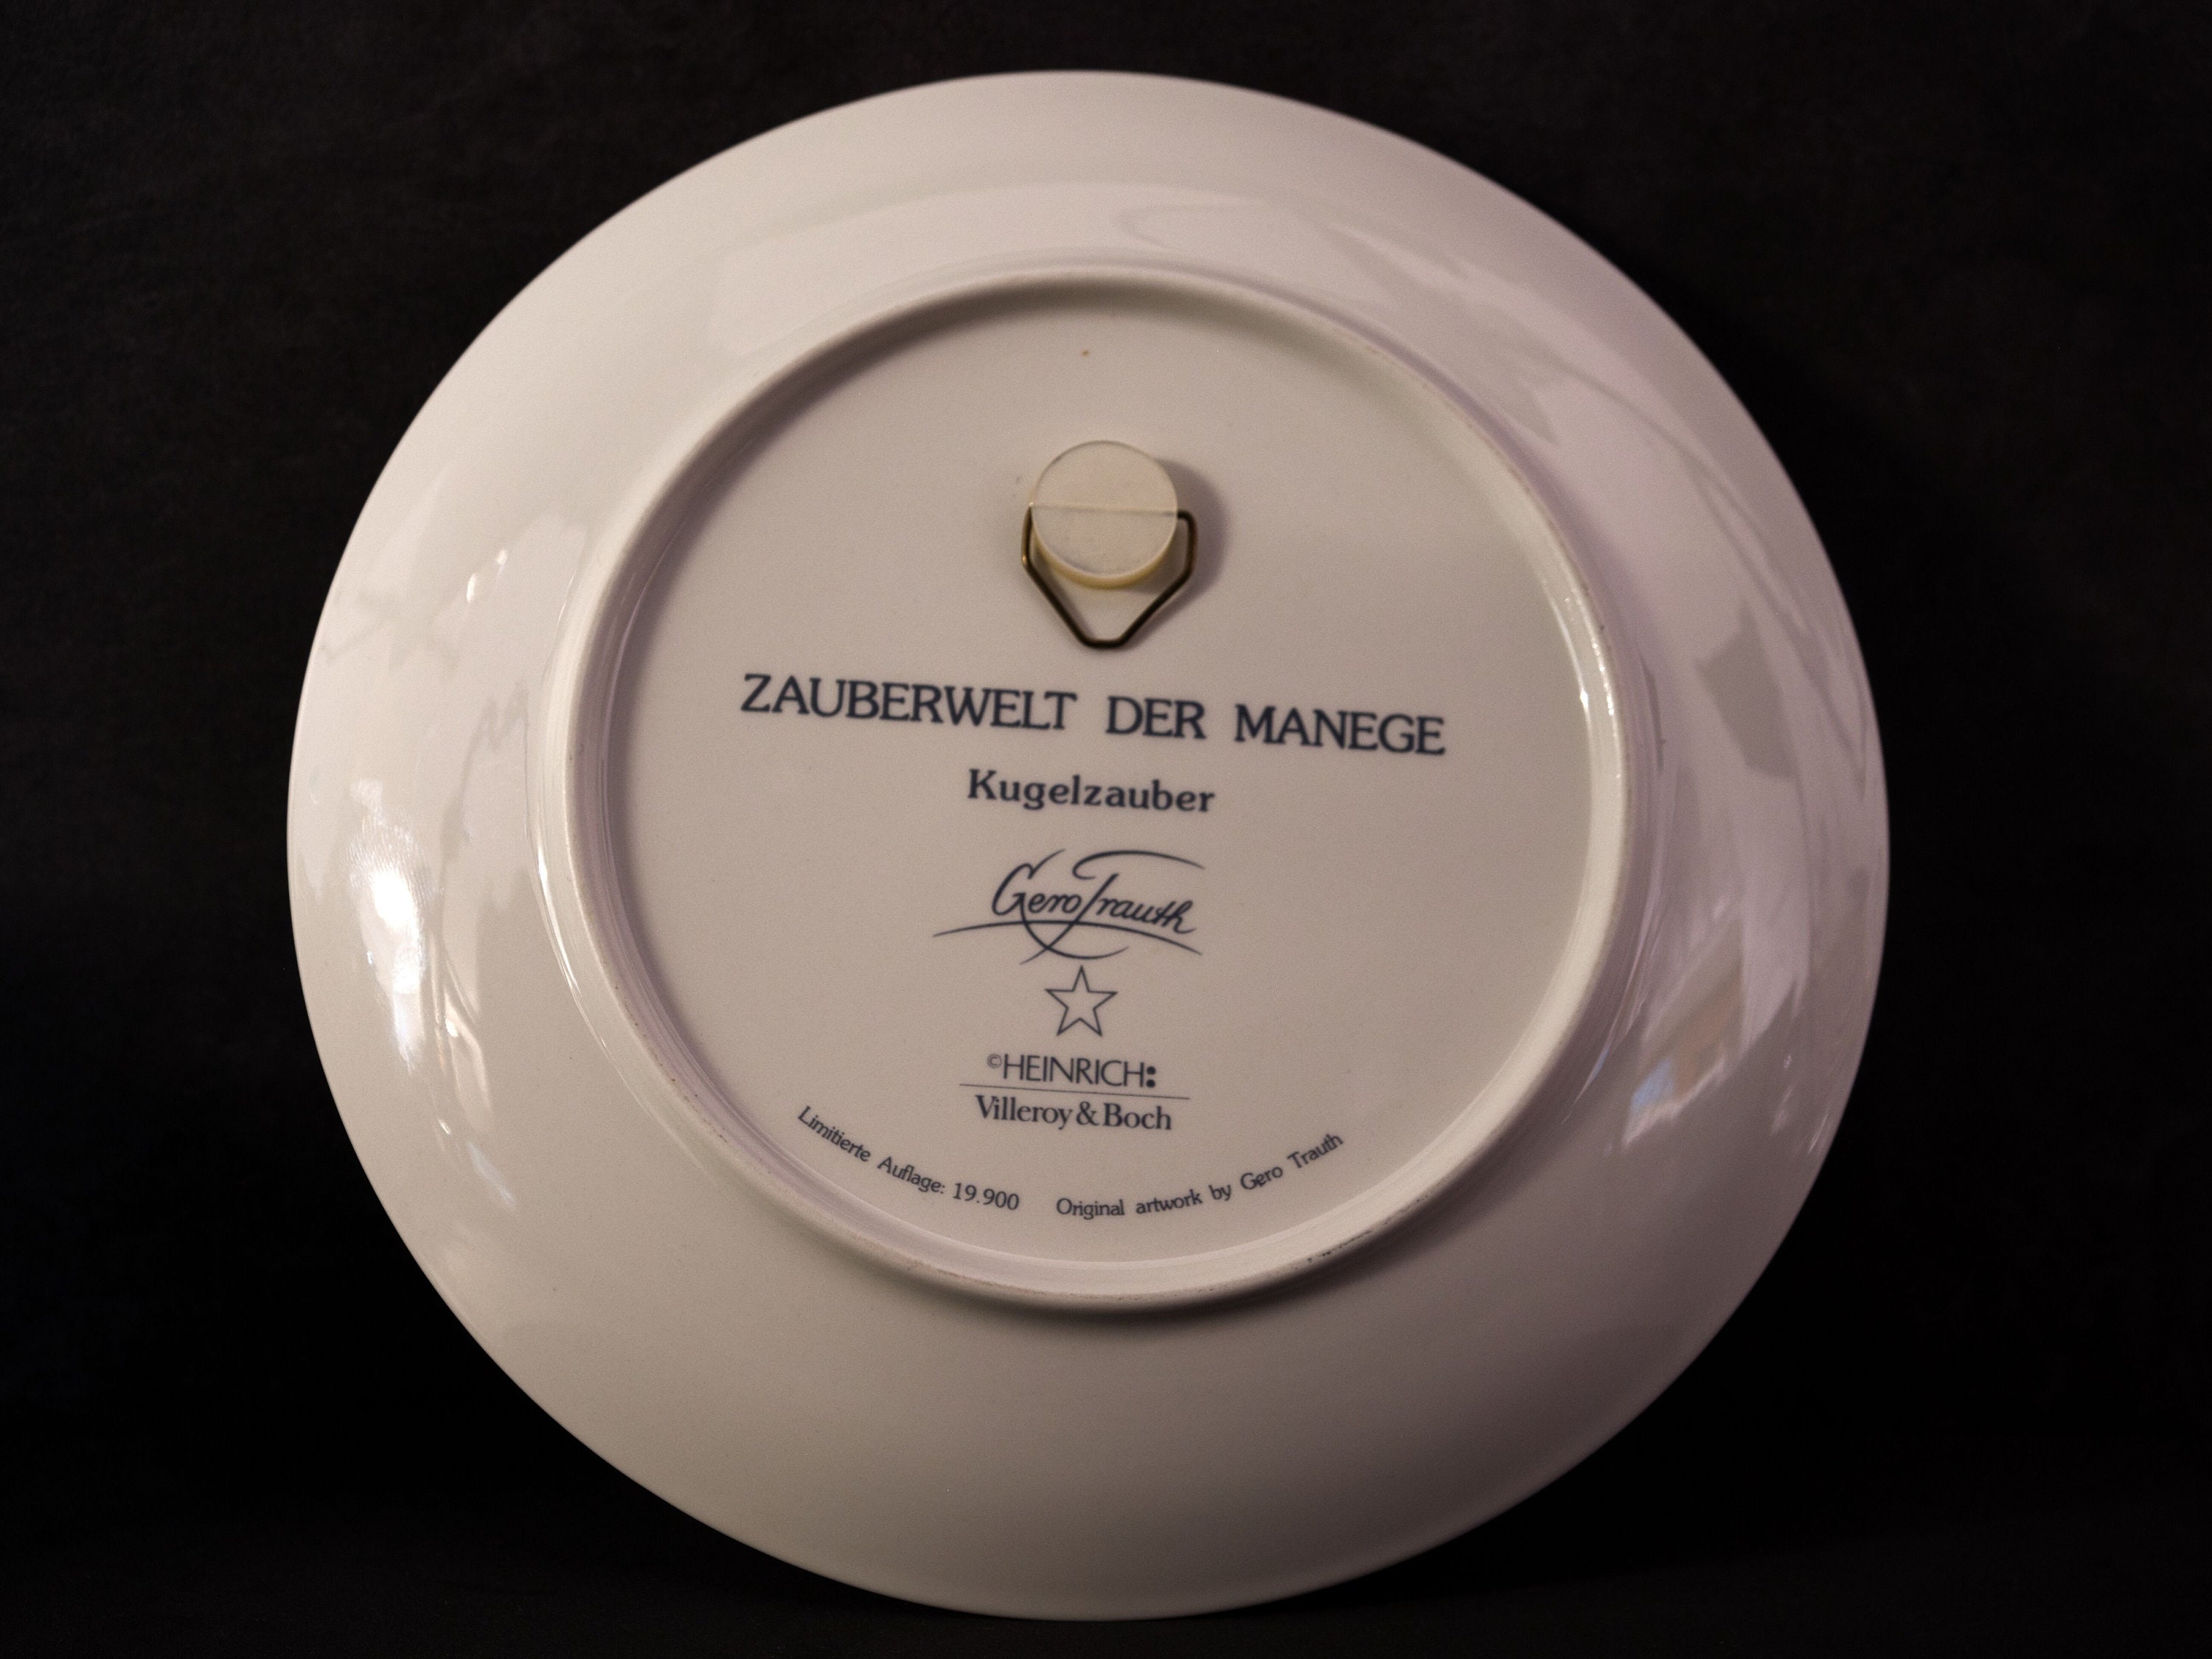 ZAUBERWELT DER MANEGE
Kugelzauber
Gero Trauth
©HEINRICH:
Villeroy & Boch
Limitierte Auflage: 19.900 Original artwork by Gero Trauth